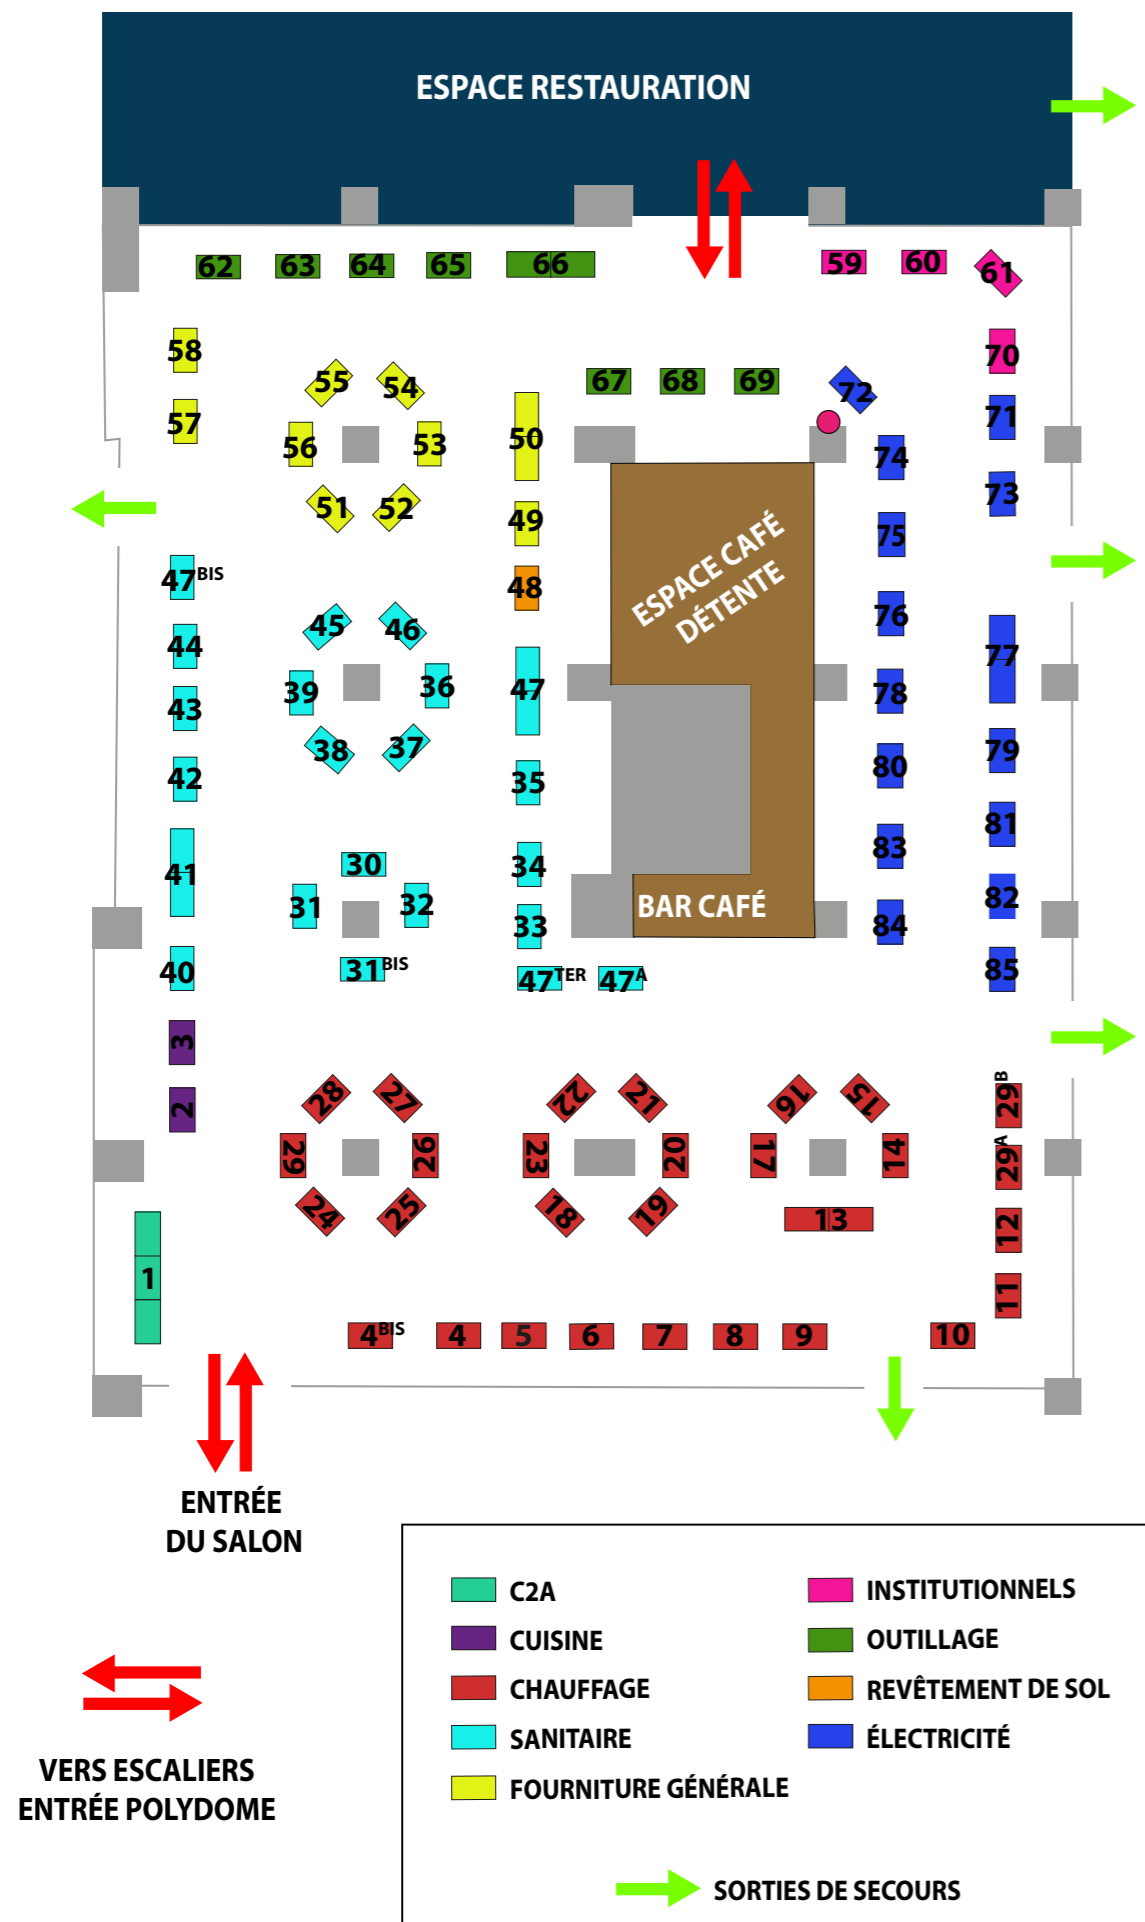 ESPACE RESTAURATION
62 63 64 65 66 59 60 61
58 55 54 67 68 69 72 70
57 56 53 50 74 71
51 52 49 75 73
47BIS 48 ESPACE CAFÉ
DÉTENTE
44 45 46 76 77
43 39 36 47 78
42 38 37 35 80 79
41 30 34 83 81
31 32 33 BAR CAFÉ 84 82
40 31BIS 47TER 47A 85
3
2 28 27 22 21 16 15 29B
29 26 23 20 17 14 29A
24 25 18 19 13 12
1 11
4BIS 4 5 6 7 8 9 10
ENTRÉE
DU SALON
VERS ESCALIERS
ENTRÉE POLYDOME
C2A
CUISINE
CHAUFFAGE
SANITAIRE
FOURNITURE GÉNÉRALE
INSTITUTIONNELS
OUTILLAGE
REVÊTEMENT DE SOL
ÉLECTRICITÉ
SORTIES DE SECOURS